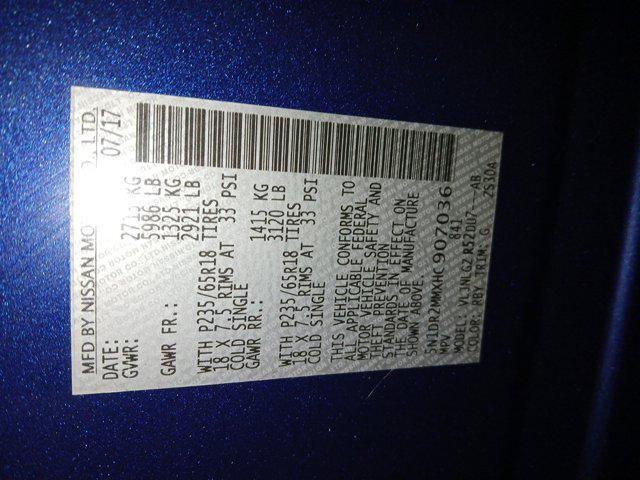 MFD BY NISSAN MO , LTD.
DATE: 07/17
GVWR: 2715 KG
5986 LB
GAWR FR.: 1325 KG
2921 LB
WITH P235/65R18 TIRES
18 X 7.5 RIMS AT 33 PSI
COLD SINGLE
GAWR RR.: 1415 KG
3120 LB
WITH P235/65R18 TIRES
18 X 7.5 RIMS AT 33 PSI
COLD SINGLE
THIS VEHICLE CONFORMS TO
ALL APPLICABLE FEDERAL
MOTOR VEHICLE SAFETY AND
THEFT PREVENTION
STANDARDS IN EFFECT ON
THE DATE OF MANUFACTURE
SHOWN ABOVE.
5N1DR2MMXHC907036
MPV 841
MODEL: VLJNLG2 R52DU7---AB
COLOR: RBY TRIM: G 2S30A